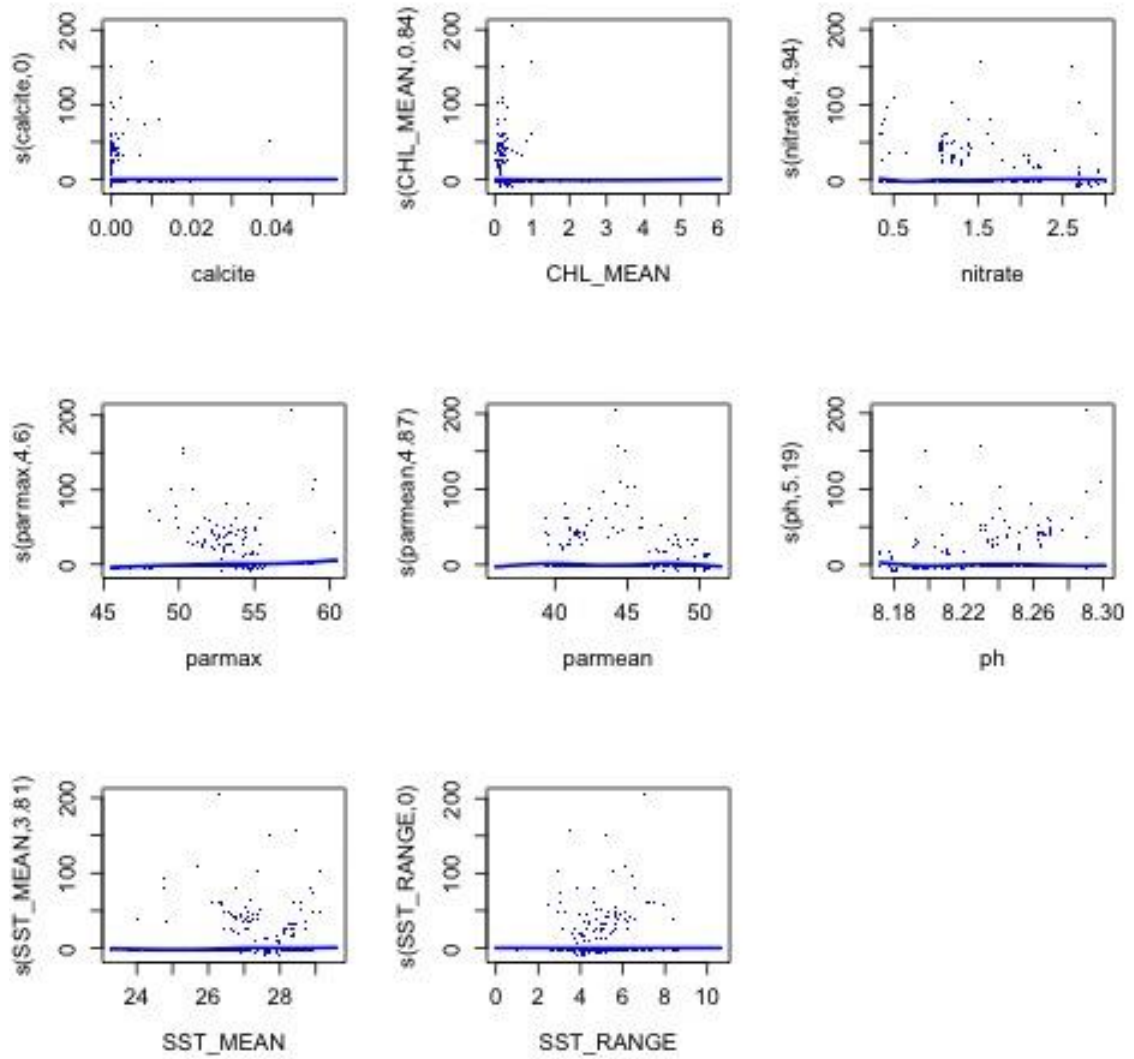 s(calcite,0)
200
100
0
0.00 0.02 0.04
calcite
s(CHL_MEAN,0.84)
200
100
0
0 1 2 3 4 5 6
CHL_MEAN
s(nitrate,4.94)
200
100
0
0.5 1.5 2.5
nitrate
s(parmax,4.6)
200
100
0
45 50 55 60
parmax
s(parmean,4.87)
200
100
0
40 45 50
parmean
s(ph,5.19)
200
100
0
8.18 8.22 8.26 8.30
ph
s(SST_MEAN,3.81)
200
100
0
24 26 28
SST_MEAN
s(SST_RANGE,0)
200
100
0
0 2 4 6 8 10
SST_RANGE